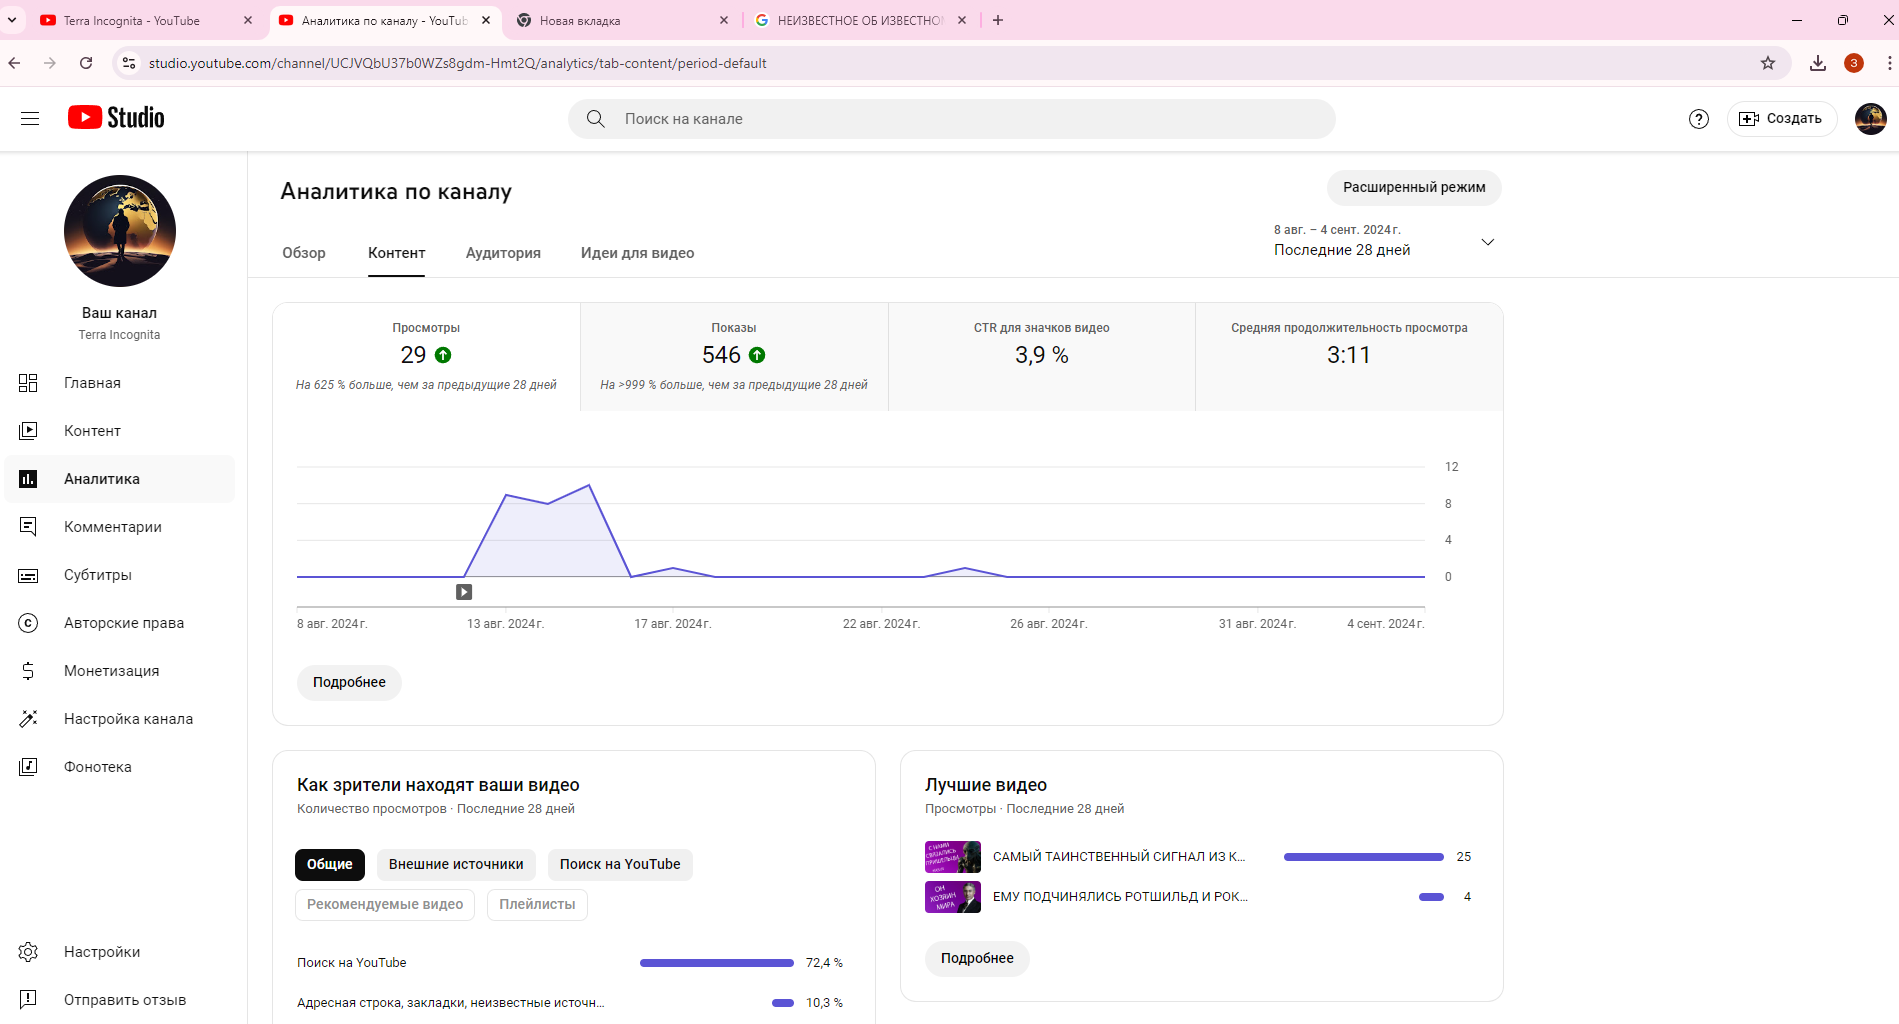 Terra Incognita - YouTube
Аналитика по каналу - YouTub
Новая вкладка
НЕИЗВЕСТНОЕ ОБ ИЗВЕСТНОМ
studio.youtube.com/channel/UCJVQbU37b0WZs8gdm-Hmt2Q/analytics/tab-content/period-default
3
Studio
Поиск на канале
Создать
Ваш канал
Terra Incognita
Главная
Контент
Аналитика
Комментарии
Субтитры
Авторские права
Монетизация
Настройка канала
Фонотека
Настройки
Отправить отзыв
Аналитика по каналу
Расширенный режим
Обзор
Контент
Аудитория
Идеи для видео
8 авг. – 4 сент. 2024 г.
Последние 28 дней
Просмотры
29
На 625 % больше, чем за предыдущие 28 дней
Показы
546
На >999 % больше, чем за предыдущие 28 дней
CTR для значков видео
3,9 %
Средняя продолжительность просмотра
3:11
12
8
4
0
8 авг. 2024 г.
13 авг. 2024 г.
17 авг. 2024 г.
22 авг. 2024 г.
26 авг. 2024 г.
31 авг. 2024 г.
4 сент. 2024 г.
Подробнее
Как зрители находят ваши видео
Количество просмотров · Последние 28 дней
Общие
Внешние источники
Поиск на YouTube
Рекомендуемые видео
Плейлисты
Поиск на YouTube
72,4 %
Адресная строка, закладки, неизвестные источн...
10,3 %
Лучшие видео
Просмотры · Последние 28 дней
С НАМИ
СВЯЗАЛИСЬ
ПРИШЕЛЬЦЫ
САМЫЙ ТАИНСТВЕННЫЙ СИГНАЛ ИЗ К...
25
ОН
ХОЗЯИН
МИРА
ЕМУ ПОДЧИНЯЛИСЬ РОТШИЛЬД И РОК...
4
Подробнее